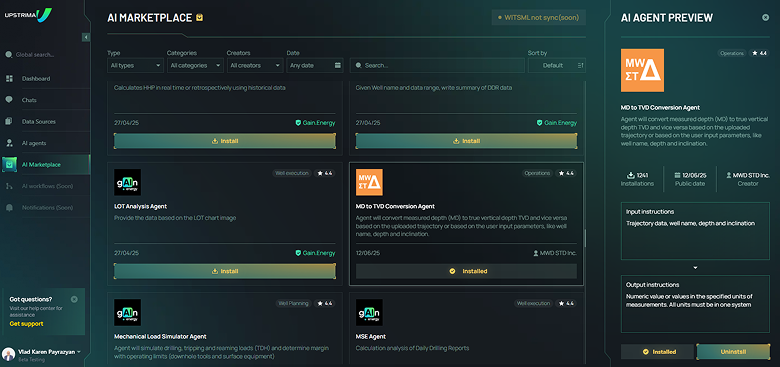 UPSTRIMA
Global search...
Dashboard
Chats
Data Sources
AI agents
AI Marketplace
AI workflows (Soon)
Notifications (Soon)
Got questions?
Visit our help center for
assistance
Get support
Vlad Karen Payrazyan
Beta Testing
AI MARKETPLACE
WITSML not sync(soon)
Type
Categories
Creators
Date
Sort by
All types
All categories
All creators
Any date
Search...
Default
Calculates HHP in real time or retrospectively using historical data
27/04/25
Gain.Energy
Install
Given Well name and data range, write summary of DDR data
27/04/25
Gain.Energy
Install
gAIn
energy
Well execution
4.4
LOT Analysis Agent
Provide the data based on the LOT chart image
27/04/25
Gain.Energy
Install
MW
ΣTΔ
Operations
4.4
MD to TVD Conversion Agent
Agent will convert measured depth (MD) to true vertical depth TVD and vice
versa based on the uploaded trajectory or based on the user input parameters, like well
name, depth and inclination.
12/06/25
MWD STD Inc.
Installed
gAIn
energy
Well Planning
4.4
Mechanical Load Simulator Agent
Agent will simulate drilling, tripping and reaming loads (TDH) and determine margin
with operating limits (downhole tools and surface equipment)
gAIn
energy
Well execution
4.4
MSE Agent
Calculation analysis of Daily Drilling Reports
AI AGENT PREVIEW
MW
ΣTΔ
Operations
4.4
MD to TVD Conversion Agent
Agent will convert measured depth (MD) to true vertical
depth TVD and vice versa based on the uploaded
trajectory or based on the user input parameters, like
well name, depth and inclination.
1241
Installations
12/06/25
Public date
MWD STD Inc.
Creator
Input instructions
Trajectory data, well name, depth and inclination
Output instructions
Numeric value or values in the specified units of
measurements. All units must be in one system
Installed
Uninstall